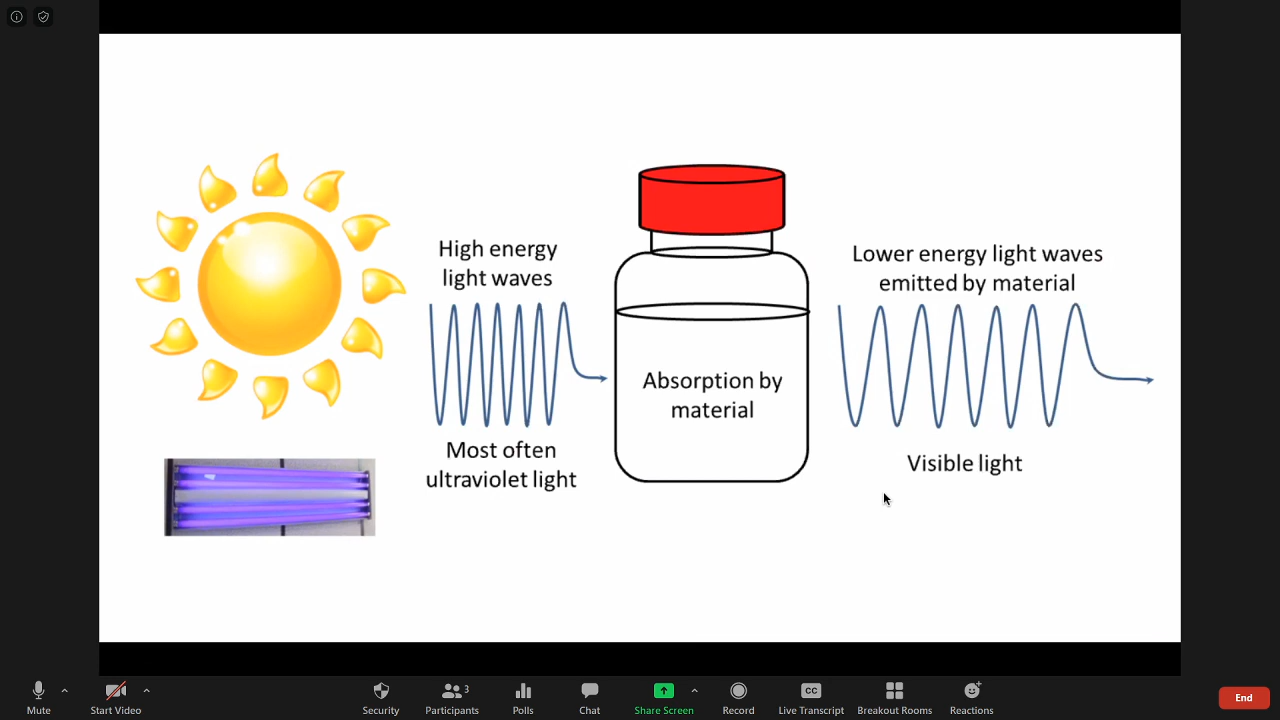 High energy
light waves
Most often
ultraviolet light
Absorption by
material
Lower energy light waves
emitted by material
Visible light
Mute
Start Video
Security
3
Participants
Polls
Chat
Share Screen
Record
CC
Live Transcript
Breakout Rooms
Reactions
End